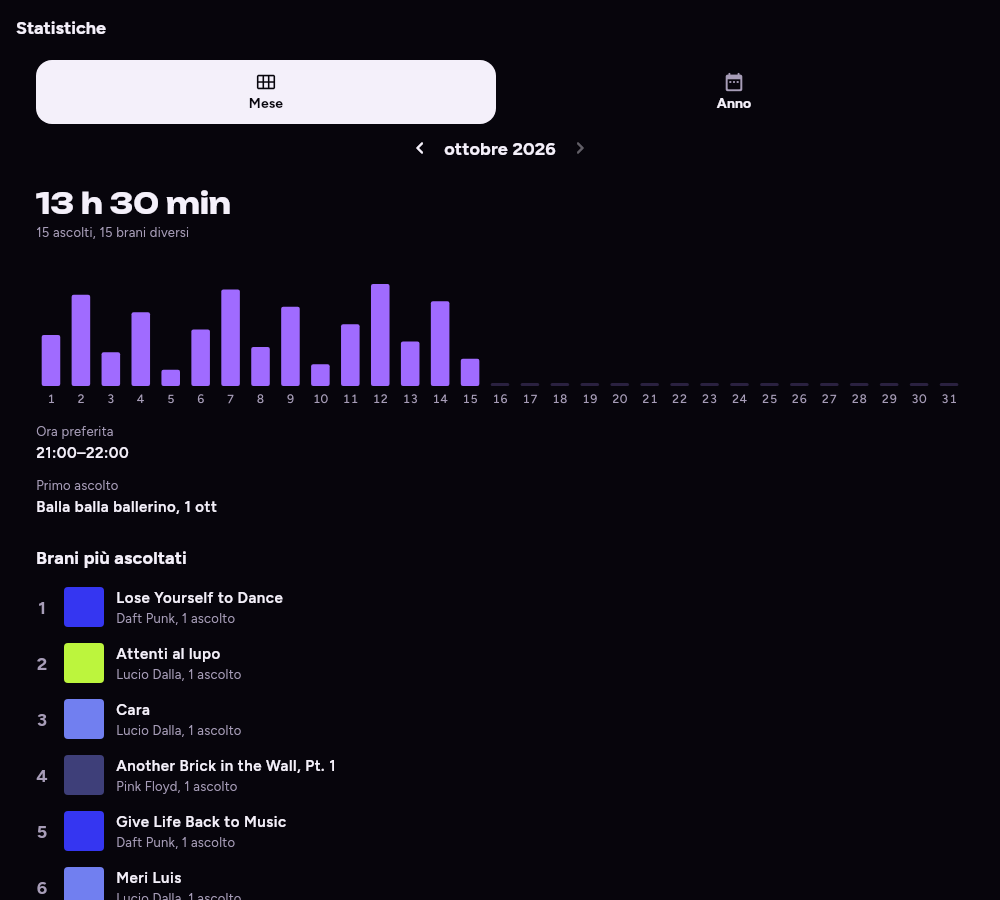 Statistiche
Mese
Anno
ottobre 2026
13 h 30 min
15 ascolti, 15 brani diversi
1 2 3 4 5 6 7 8 9 10 11 12 13 14 15 16 17 18 19 20 21 22 23 24 25 26 27 28 29 30 31
Ora preferita
21:00–22:00
Primo ascolto
Balla balla ballerino, 1 ott
Brani più ascoltati
1
Lose Yourself to Dance
Daft Punk, 1 ascolto
2
Attenti al lupo
Lucio Dalla, 1 ascolto
3
Cara
Lucio Dalla, 1 ascolto
4
Another Brick in the Wall, Pt. 1
Pink Floyd, 1 ascolto
5
Give Life Back to Music
Daft Punk, 1 ascolto
6
Meri Luis
Lucio Dalla, 1 ascolto